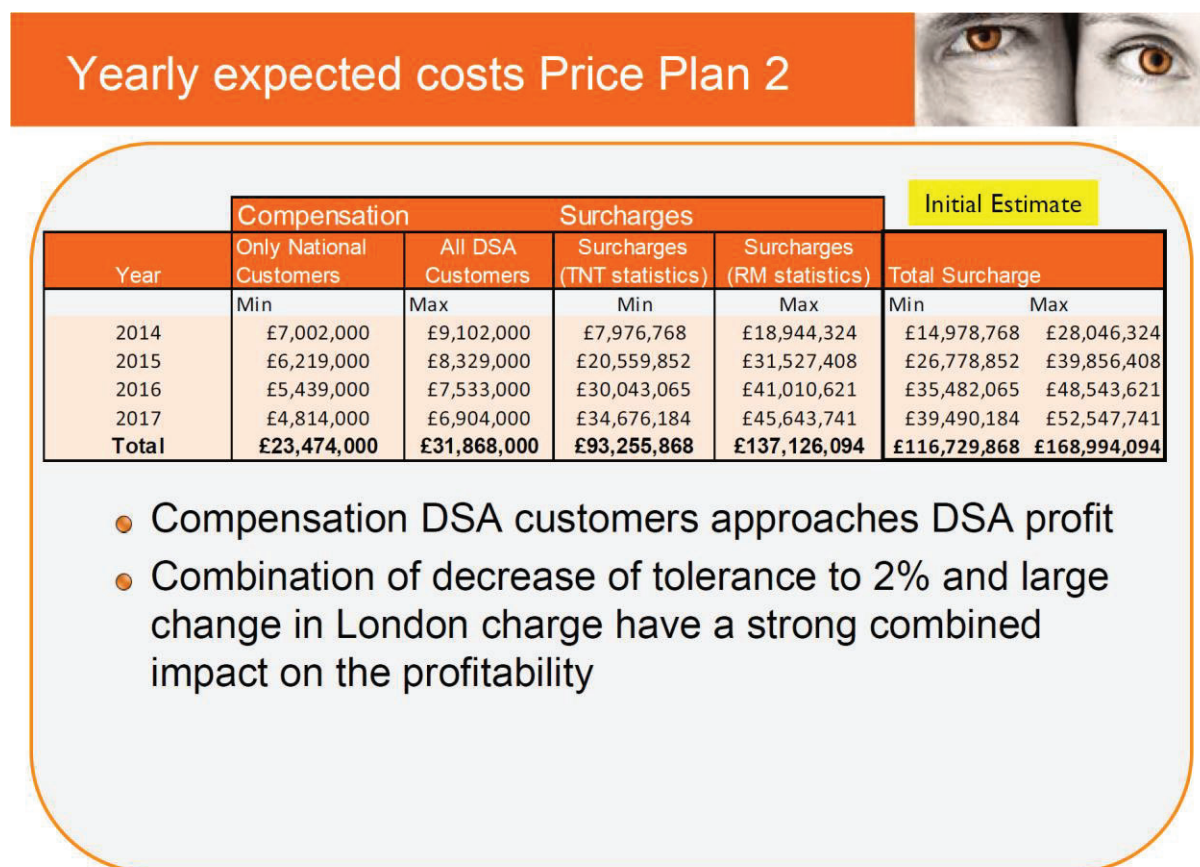 Yearly expected costs Price Plan 2
Initial Estimate
Compensation Surcharges
Only National All DSA Surcharges Surcharges
Year Customers Customers (TNT statistics) (RM statistics) Total Surcharge
Min Max Min Max Min Max
2014 £7,002,000 £9,102,000 £7,976,768 £18,944,324 £14,978,768 £28,046,324
2015 £6,219,000 £8,329,000 £20,559,852 £31,527,408 £26,778,852 £39,856,408
2016 £5,439,000 £7,533,000 £30,043,065 £41,010,621 £35,482,065 £48,543,621
2017 £4,814,000 £6,904,000 £34,676,184 £45,643,741 £39,490,184 £52,547,741
Total £23,474,000 £31,868,000 £93,255,868 £137,126,094 £116,729,868 £168,994,094
Compensation DSA customers approaches DSA profit
Combination of decrease of tolerance to 2% and large
change in London charge have a strong combined
impact on the profitability